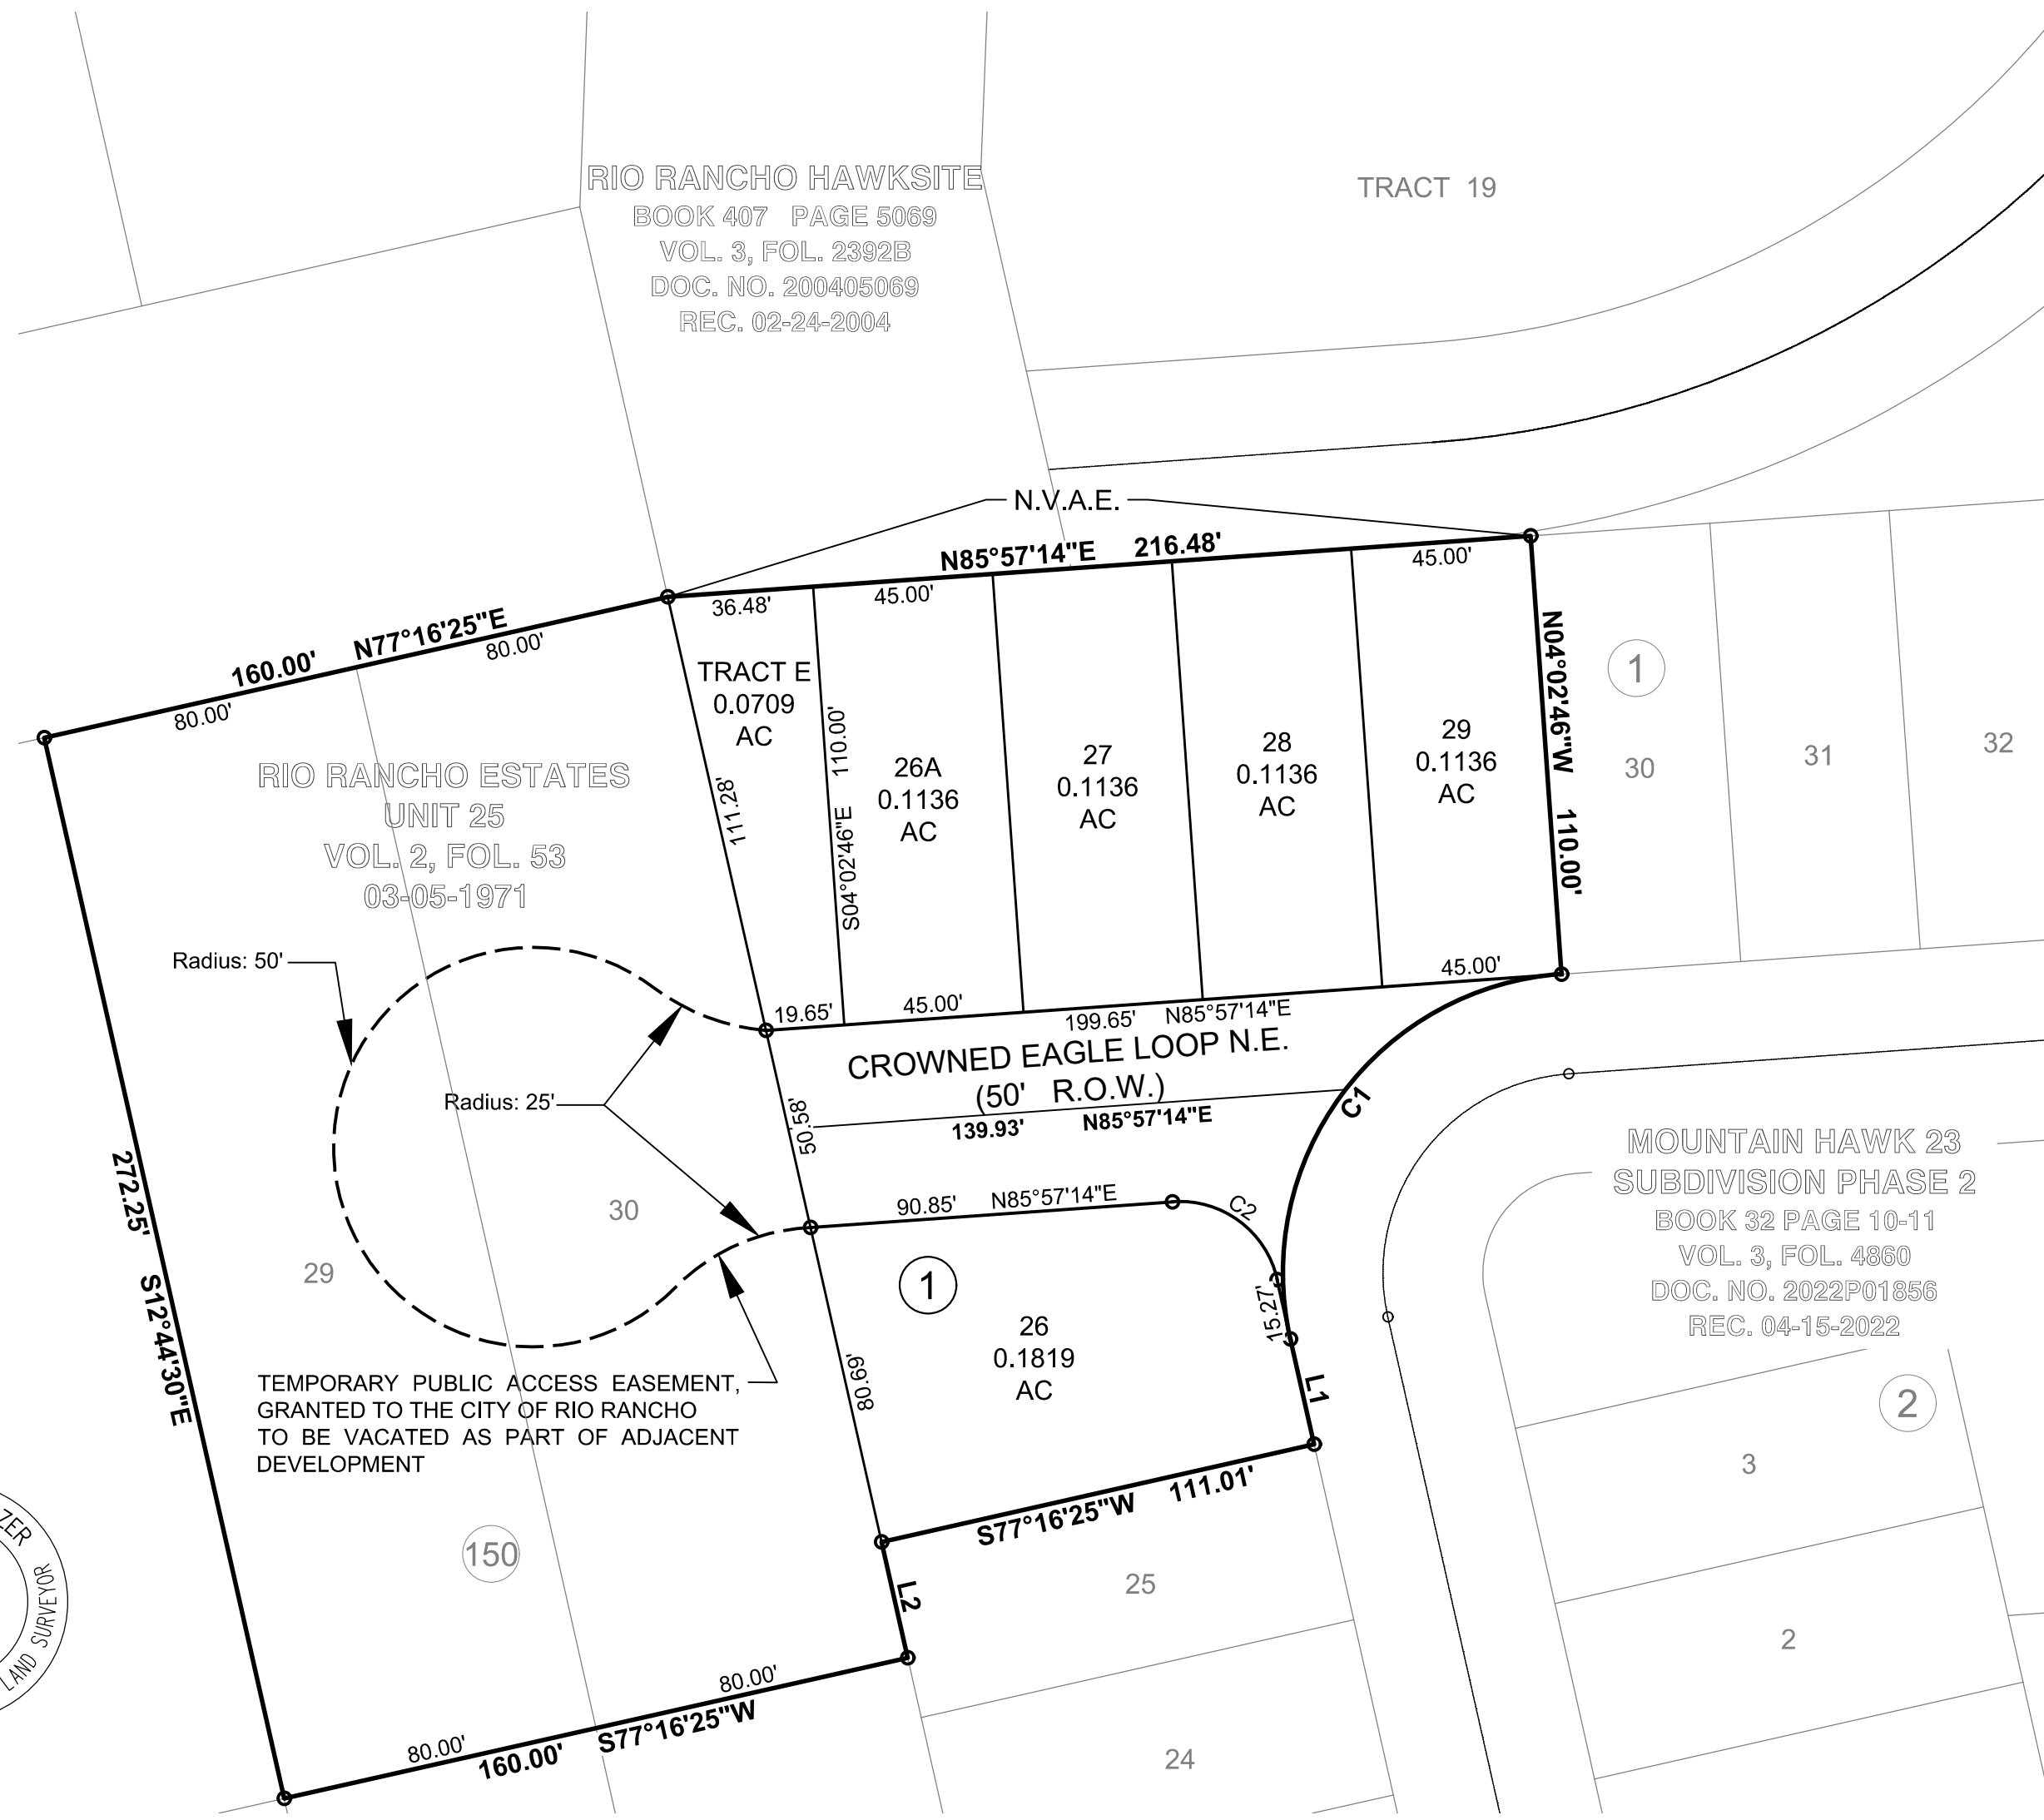 RIO RANCHO HAWKSITE
BOOK 407 PAGE 5069
VOL. 3, FOL. 2392B
DOC. NO. 200405069
REC. 02-24-2004
TRACT 19
N.V.A.E.
N85°57'14"E 216.48'
36.48'
45.00'
45.00'
160.00' N77°16'25"E
80.00'
80.00'
TRACT E
0.0709
AC
111.28'
S04°02'46"E 110.00'
26A
0.1136
AC
27
0.1136
AC
28
0.1136
AC
29
0.1136
AC
N04°02'46"W 110.00'
1
30
31
32
RIO RANCHO ESTATES
UNIT 25
VOL. 2, FOL. 53
03-05-1971
Radius: 50'
Radius: 25'
19.65'
45.00'
199.65' N85°57'14"E
45.00'
CROWNED EAGLE LOOP N.E.
(50' R.O.W.)
139.93' N85°57'14"E
50.58'
C1
90.85' N85°57'14"E
C2
15.27'
L1
MOUNTAIN HAWK 23
SUBDIVISION PHASE 2
BOOK 32 PAGE 10-11
VOL. 3, FOL. 4860
DOC. NO. 2022P01856
REC. 04-15-2022
272.25' S12°44'30"E
29
30
1
26
0.1819
AC
80.69'
TEMPORARY PUBLIC ACCESS EASEMENT,
GRANTED TO THE CITY OF RIO RANCHO
TO BE VACATED AS PART OF ADJACENT
DEVELOPMENT
S77°16'25"W 111.01'
2
3
2
150
L2
25
24
80.00'
80.00'
160.00' S77°16'25"W
LAND SURVEYOR